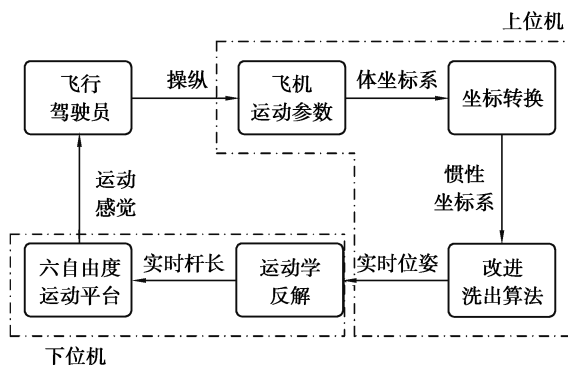 上位机
飞行
驾驶员
操纵
飞机
运动参数
体坐标系
坐标转换
运动
感觉
惯性
坐标系
六自由度
运动平台
实时杆长
运动学
反解
实时位姿
改进
洗出算法
下位机